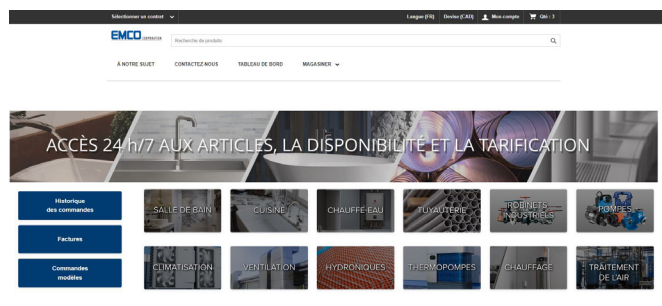 Sélectionner un contrat
Langue (FR) Devise (CAD) Mon compte Qté : 3
EMCO CORPORATION
Recherche de produits
À NOTRE SUJET CONTACTEZ-NOUS TABLEAU DE BORD MAGASINER
ACCÈS 24 h/7 AUX ARTICLES, LA DISPONIBILITÉ ET LA TARIFICATION
Historique
des commandes
Factures
Commandes
modèles
SALLE DE BAIN
CUISINE
CHAUFFE-EAU
TUYAUTERIE
ROBINETS
INDUSTRIELS
POMPES
CLIMATISATION
VENTILATION
HYDRONIQUES
THERMOPOMPES
CHAUFFAGE
TRAITEMENT
DE L'AIR